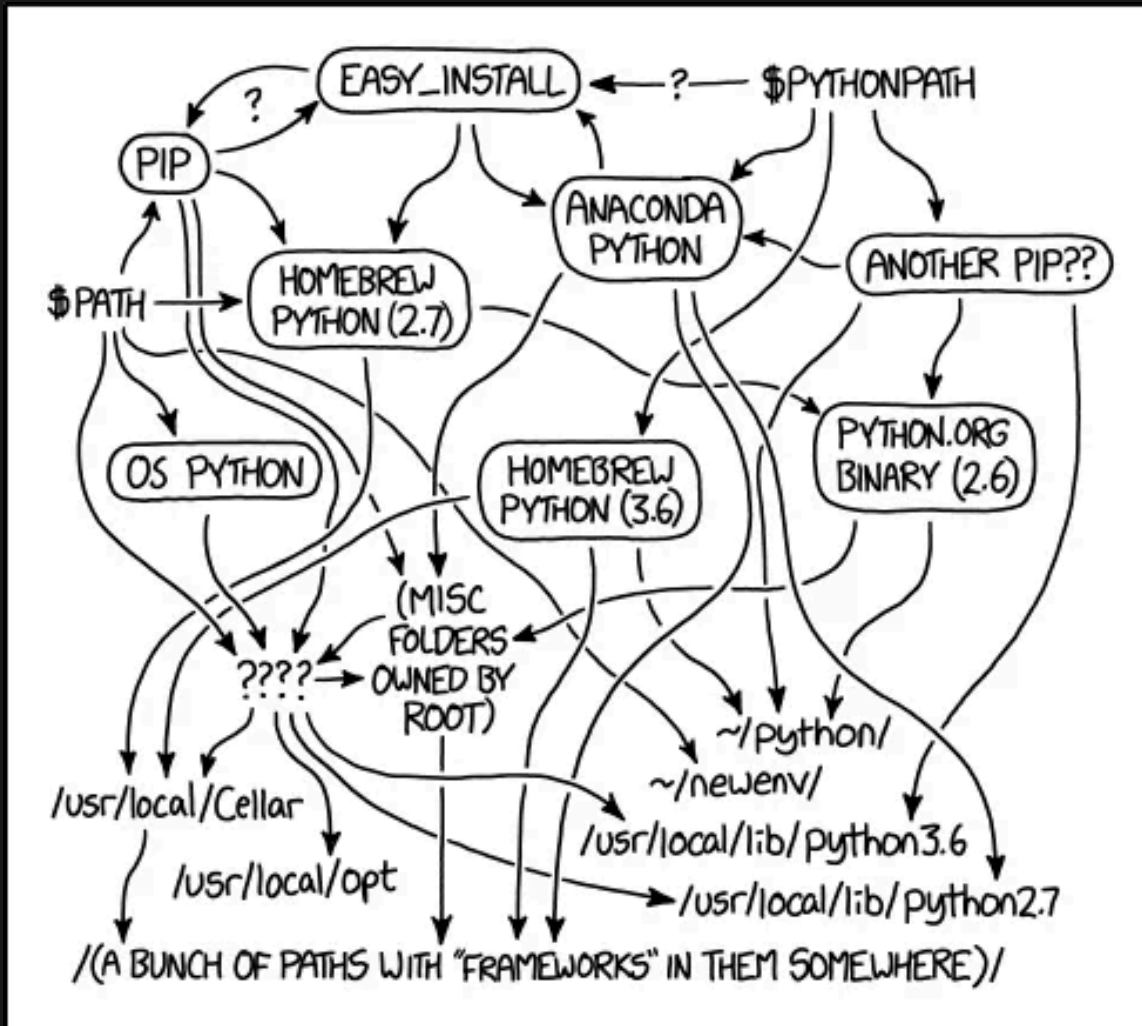 EASY_INSTALL
?
$PYTHONPATH
?
PIP
ANACONDA
PYTHON
ANOTHER PIP??
HOMEBREW
PYTHON (2.7)
$PATH
OS PYTHON
HOMEBREW
PYTHON (3.6)
PYTHON.ORG
BINARY (2.6)
(MISC
FOLDERS
OWNED BY
ROOT)
????
~/python/
~/newenv/
/usr/local/Cellar
/usr/local/lib/python3.6
/usr/local/opt
/usr/local/lib/python2.7
/(A BUNCH OF PATHS WITH "FRAMEWORKS" IN THEM SOMEWHERE)/